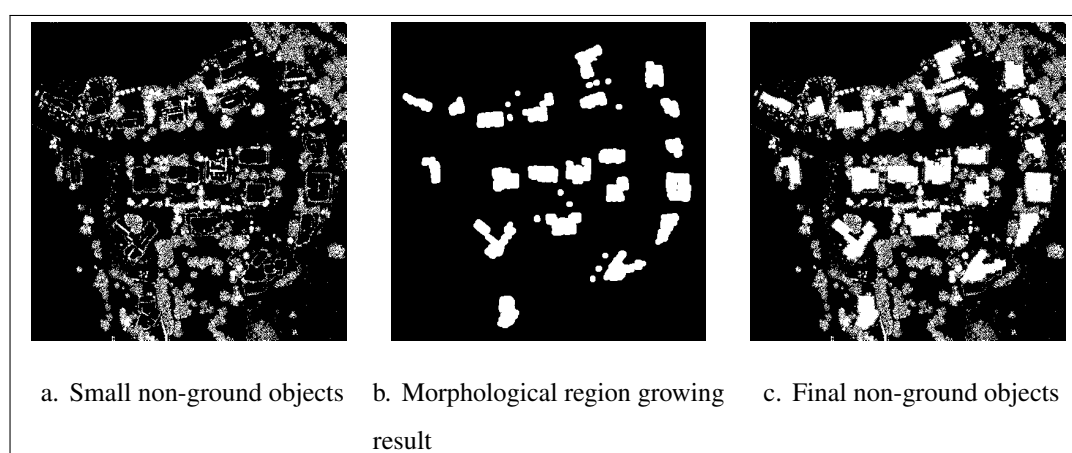 a. Small non-ground objects
b. Morphological region growing
result
c. Final non-ground objects